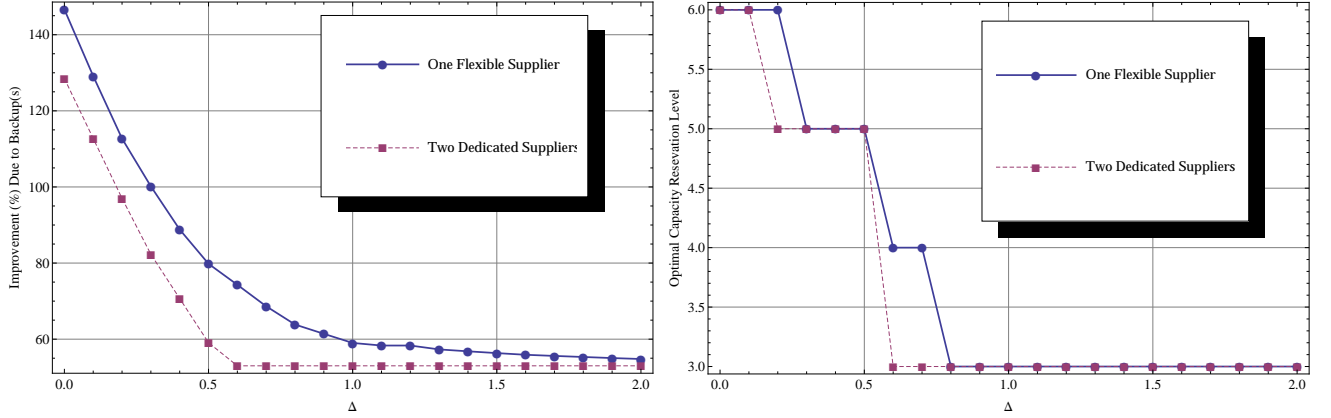 Improvement (%) Due to Backup(s)
140
120
100
80
60
0.0 0.5 1.0 1.5 2.0
Δ
One Flexible Supplier
Two Dedicated Suppliers
Optimal Capacity Resevation Level
6.0
5.5
5.0
4.5
4.0
3.5
3.0
0.0 0.5 1.0 1.5 2.0
Δ
One Flexible Supplier
Two Dedicated Suppliers